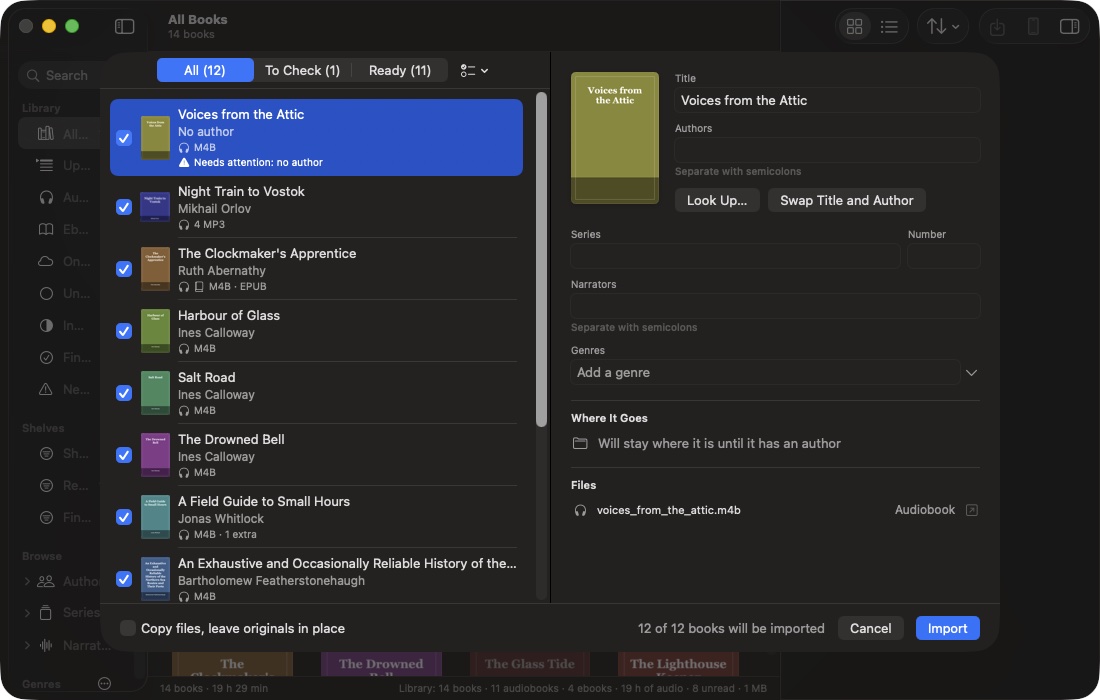 All Books
14 books
Search
Library
All...
Up...
Au...
Eb...
On...
Un...
In...
Fin...
Ne...
Shelves
Sh...
Re...
Fin...
Browse
Autho
Series
Narrat...
Genres
All (12)
To Check (1)
Ready (11)
Voices from the Attic
No author
M4B
Needs attention: no author
Night Train to Vostok
Mikhail Orlov
4 MP3
The Clockmaker's Apprentice
Ruth Abernathy
M4B · EPUB
Harbour of Glass
Ines Calloway
M4B
Salt Road
Ines Calloway
M4B
The Drowned Bell
Ines Calloway
M4B
A Field Guide to Small Hours
Jonas Whitlock
M4B · 1 extra
An Exhaustive and Occasionally Reliable History of the...
Bartholomew Featherstonehaugh
M4B
Voices from
the Attic
Title
Voices from the Attic
Authors
Separate with semicolons
Look Up...
Swap Title and Author
Series
Number
Narrators
Separate with semicolons
Genres
Add a genre
Where It Goes
Will stay where it is until it has an author
Files
voices_from_the_attic.m4b
Audiobook
Copy files, leave originals in place
12 of 12 books will be imported
Cancel
Import
The
The Drowned
The Glass Tide
The Lighthouse
14 books · 19 h 29 min
Library: 14 books · 11 audiobooks · 4 ebooks · 19 h of audio · 8 unread · 1 MB